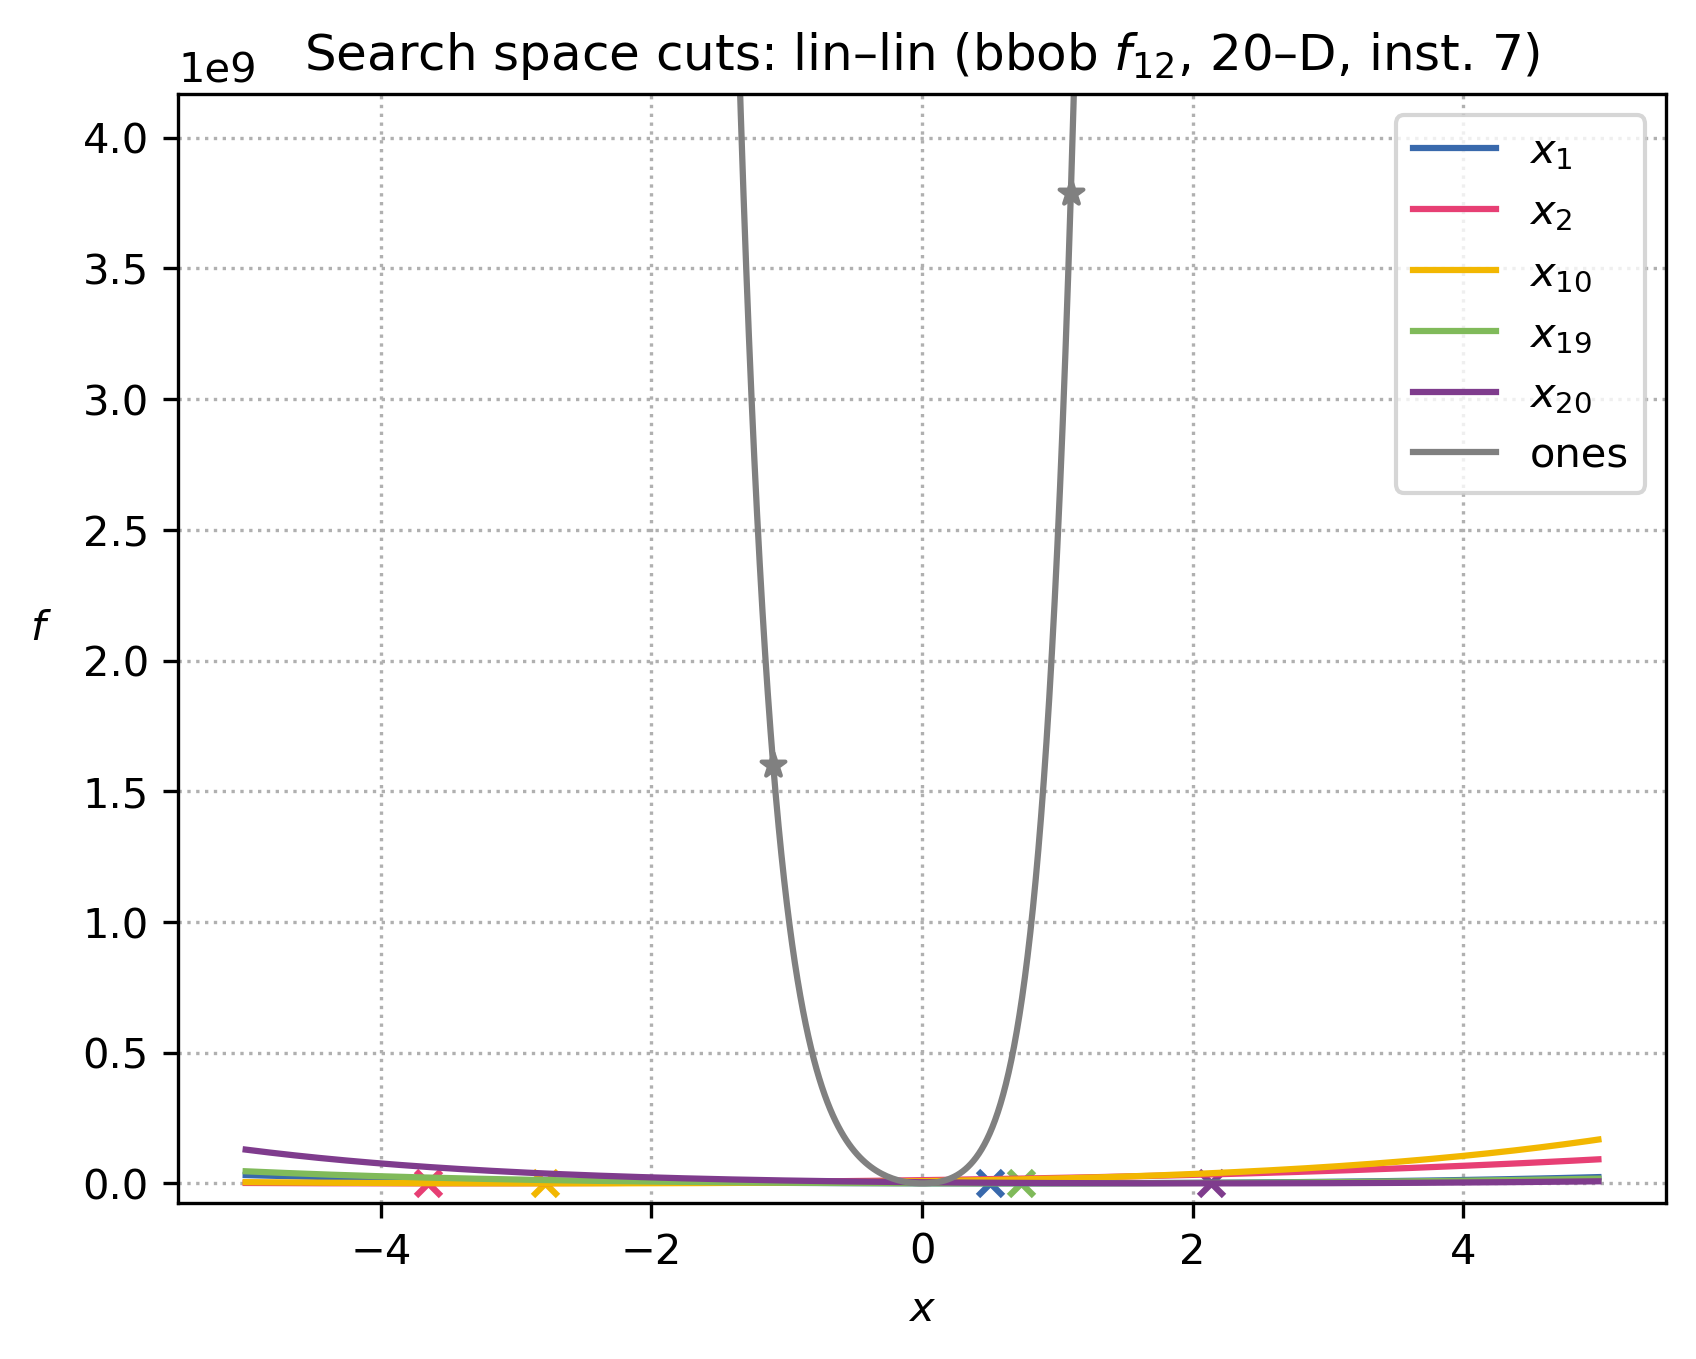 Search space cuts: lin–lin (bbob f12, 20–D, inst. 7)
1e9
4.0
3.5
3.0
2.5
2.0
1.5
1.0
0.5
0.0
f
−4
−2
0
2
4
x
x1
x2
x10
x19
x20
ones